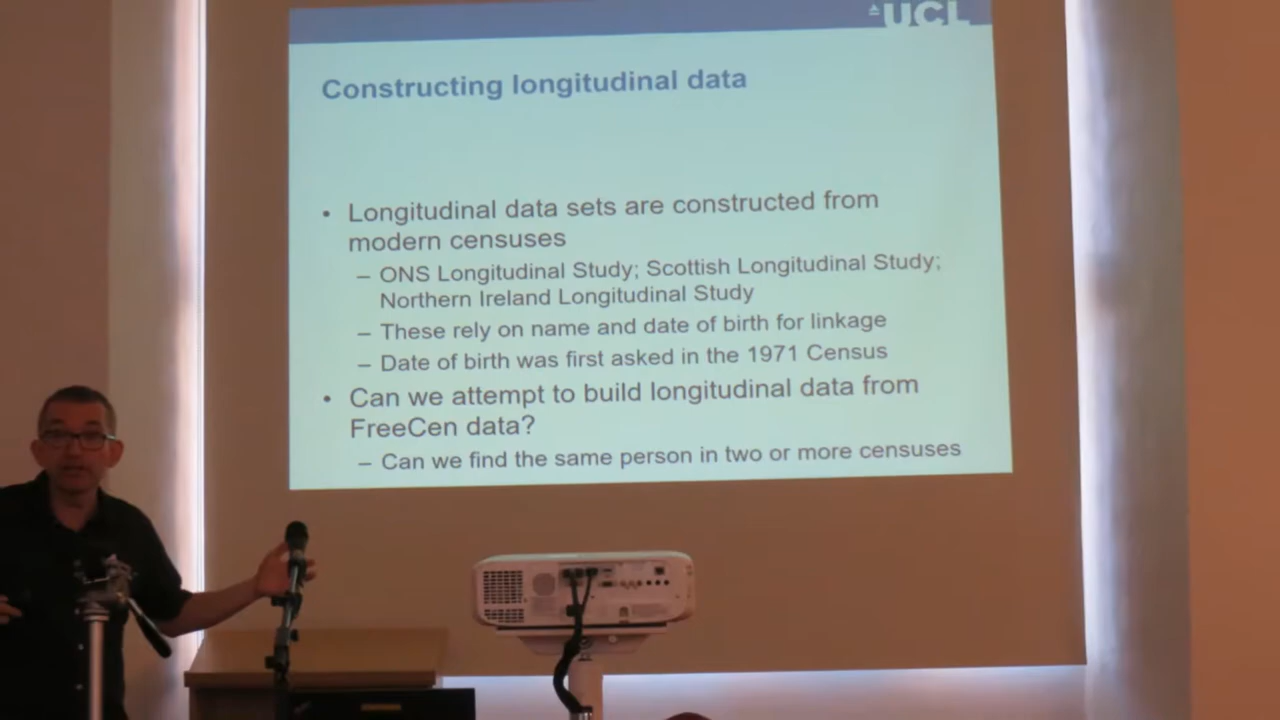 UCL
Constructing longitudinal data
• Longitudinal data sets are constructed from
modern censuses
– ONS Longitudinal Study; Scottish Longitudinal Study;
Northern Ireland Longitudinal Study
– These rely on name and date of birth for linkage
– Date of birth was first asked in the 1971 Census
• Can we attempt to build longitudinal data from
FreeCen data?
– Can we find the same person in two or more censuses